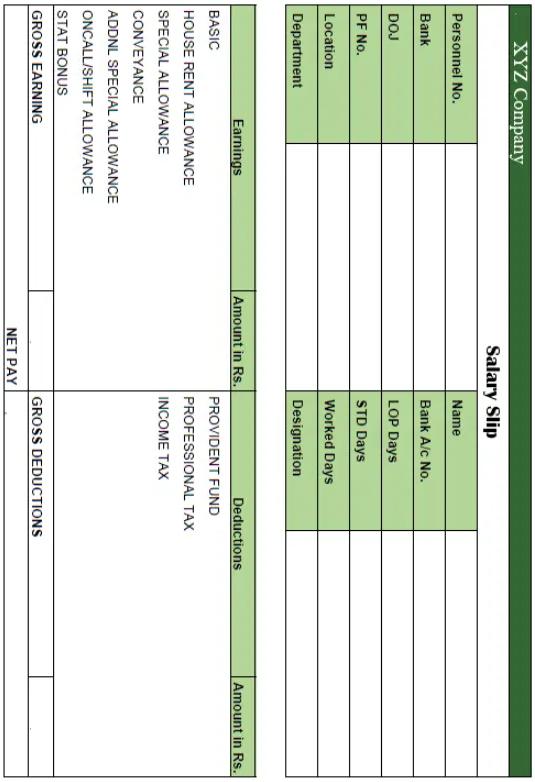 XYZ Company
Salary Slip
Personnel No. Name
Bank Bank A/c No.
DOJ LOP Days
PF No. STD Days
Location Worked Days
Department Designation
Earnings Amount in Rs. Deductions Amount in Rs.
BASIC PROVIDENT FUND
HOUSE RENT ALLOWANCE PROFESSIONAL TAX
SPECIAL ALLOWANCE INCOME TAX
CONVEYANCE
ADDNL SPECIAL ALLOWANCE
ONCALL/SHIFT ALLOWANCE
STAT BONUS
GROSS EARNING GROSS DEDUCTIONS
NET PAY